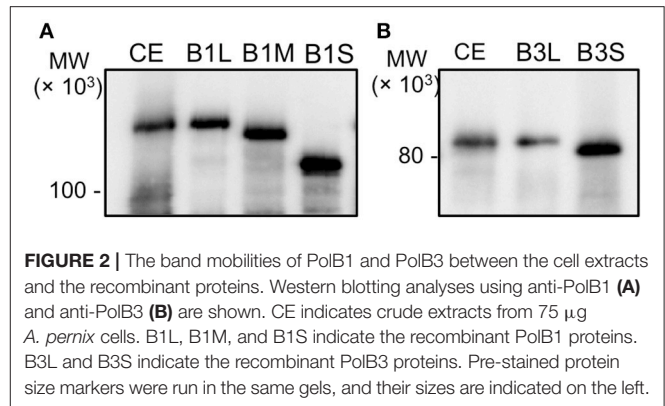 A
B
MW
(× 10³)
CE B1L B1M B1S
MW
(× 10³)
CE B3L B3S
100 -
80 -
FIGURE 2 | The band mobilities of PolB1 and PolB3 between the cell extracts
and the recombinant proteins. Western blotting analyses using anti-PolB1 (A)
and anti-PolB3 (B) are shown. CE indicates crude extracts from 75 μg
A. pernix cells. B1L, B1M, and B1S indicate the recombinant PolB1 proteins.
B3L and B3S indicate the recombinant PolB3 proteins. Pre-stained protein
size markers were run in the same gels, and their sizes are indicated on the left.